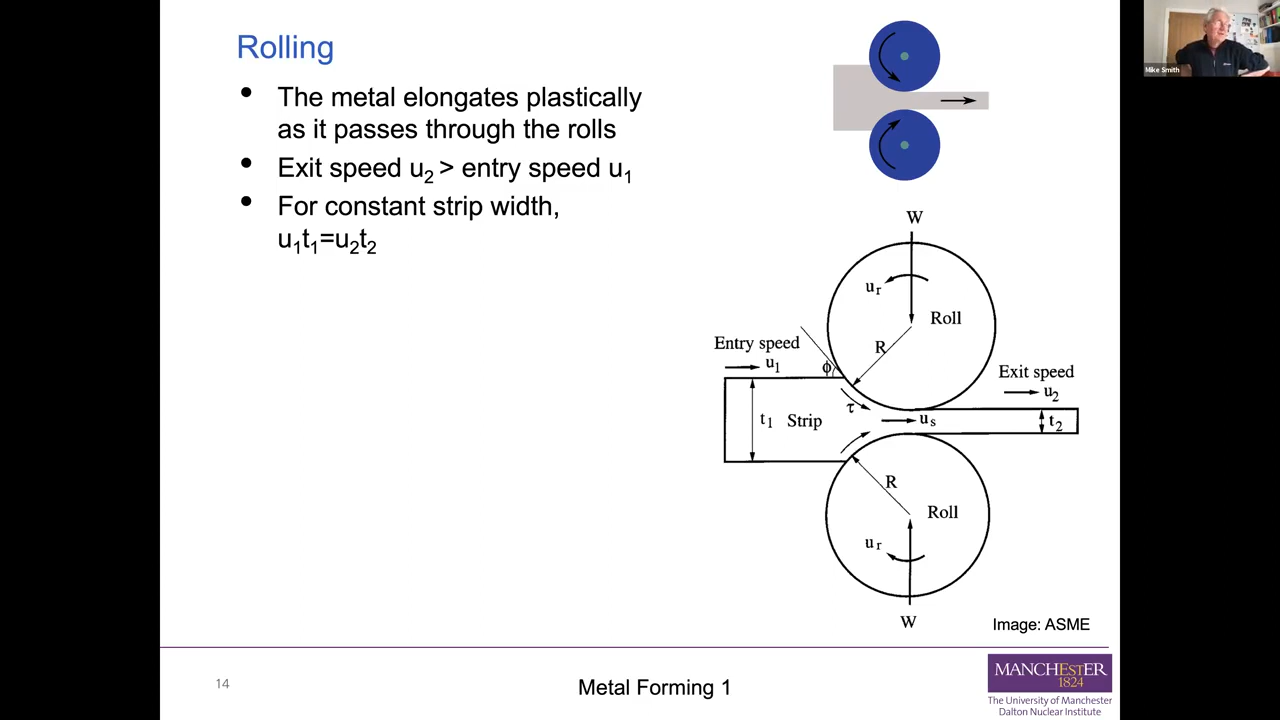 Rolling
• The metal elongates plastically
as it passes through the rolls
• Exit speed u₂ > entry speed u₁
• For constant strip width,
u₁t₁=u₂t₂
W
uᵣ
Roll
R
Entry speed
u₁
ϕ
Exit speed
u₂
τ
t₁
Strip
uₛ
t₂
R
Roll
uᵣ
W
Image: ASME
14
Metal Forming 1
MANCHESTER
1824
The University of Manchester
Dalton Nuclear Institute
Mike Smith